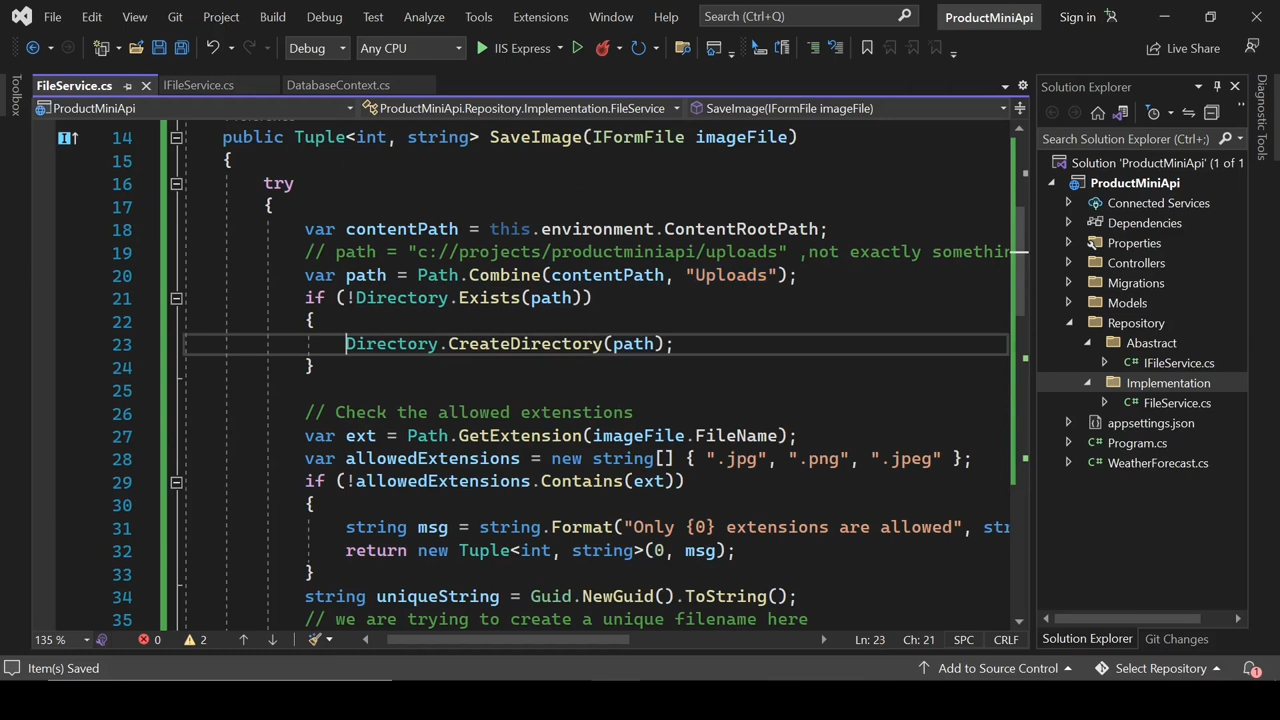 File Edit View Git Project Build Debug Test Analyze Tools Extensions Window Help Search (Ctrl+Q) ProductMiniApi Sign in
Debug Any CPU IIS Express Live Share
FileService.cs IFileService.cs DatabaseContext.cs
ProductMiniApi ProductMiniApi.Repository.Implementation.FileService SaveImage(IFormFile imageFile)
Toolbox
14 public Tuple<int, string> SaveImage(IFormFile imageFile)
15 {
16 try
17 {
18 var contentPath = this.environment.ContentRootPath;
19 // path = "c://projects/productminiapi/uploads" ,not exactly somethin
20 var path = Path.Combine(contentPath, "Uploads");
21 if (!Directory.Exists(path))
22 {
23 Directory.CreateDirectory(path);
24 }
25
26 // Check the allowed extenstions
27 var ext = Path.GetExtension(imageFile.FileName);
28 var allowedExtensions = new string[] { ".jpg", ".png", ".jpeg" };
29 if (!allowedExtensions.Contains(ext))
30 {
31 string msg = string.Format("Only {0} extensions are allowed", str
32 return new Tuple<int, string>(0, msg);
33 }
34 string uniqueString = Guid.NewGuid().ToString();
35 // we are trying to create a unique filename here
135 % 0 2 Ln: 23 Ch: 21 SPC CRLF
Solution Explorer
Search Solution Explorer (Ctrl+;)
Solution 'ProductMiniApi' (1 of 1
ProductMiniApi
Connected Services
Dependencies
Properties
Controllers
Migrations
Models
Repository
Abastract
C# IFileService.cs
Implementation
C# FileService.cs
appsettings.json
C# Program.cs
C# WeatherForecast.cs
Solution Explorer Git Changes
Diagnostic Tools
Item(s) Saved Add to Source Control Select Repository 1